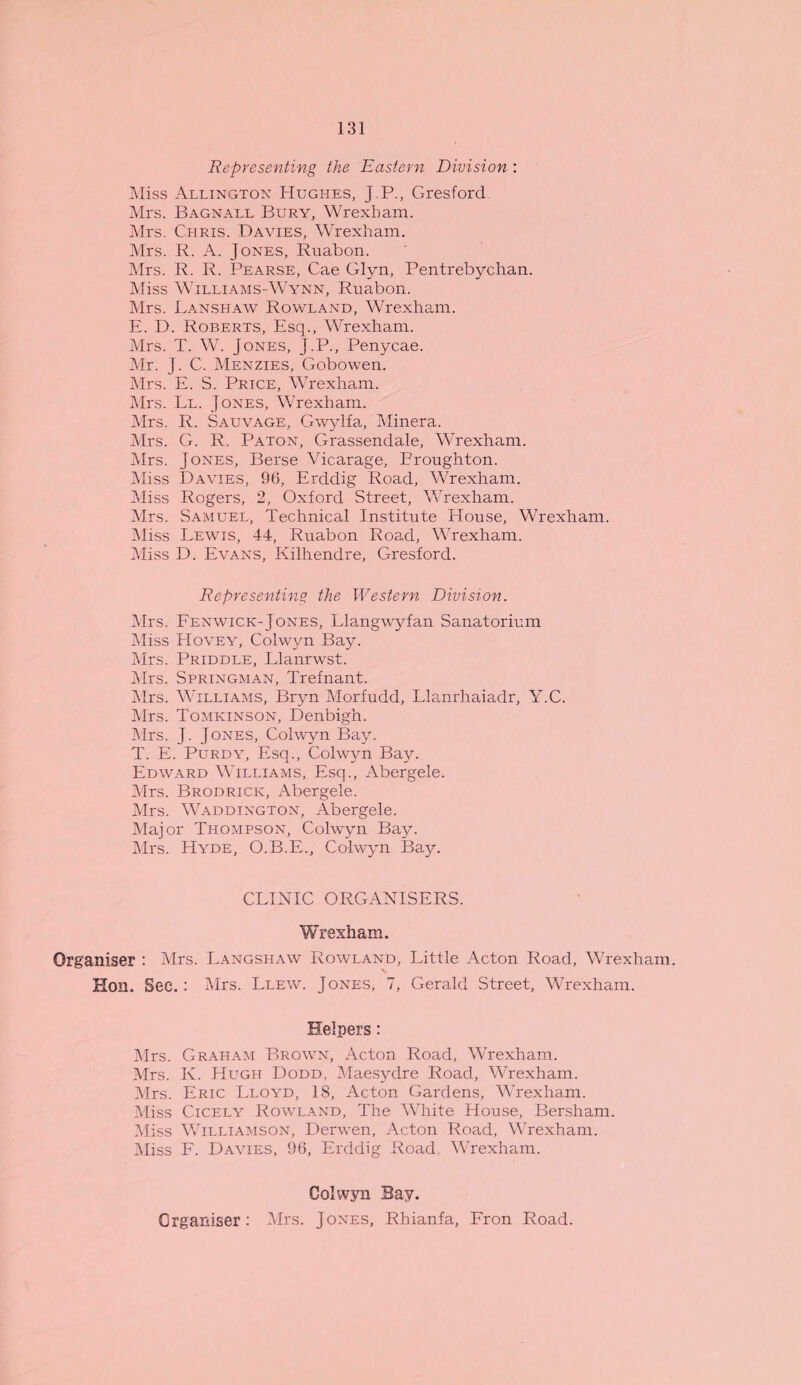 131
Representing the Eastern Division :
Miss Allington Hughes, J.P., Gresford.
Mrs. Bagnall Bury, Wrexham.
Mrs. Chris. Davies, Wrexham.
Mrs. R. A. Jones, Ruabon.
Mrs. R. R. Pearse, Cae Glyn, Pentrebychan.
Miss Williams-Wynn, Ruabon.
Mrs. Lanshaw Rowland, Wrexham.
E. D. Roberts, Esq., Wrexham.
Mrs. T. W. Jones, J.P., Penycae.
Mr. J. C. Menzies, Gobowen.
Mrs. E. S. Price, Wrexham.
Mrs. Ll. Jones, Wrexham.
Mrs. R. Sauvage, Gwylfa, Minera.
Mrs. G. R. Paton, Grassendale, Wrexham.
Mrs. Jones, Berse Vicarage, Broughton.
Miss Davies, 96, Erddig Road, Wrexham.
Miss Rogers, 2, Oxford Street, Wrexham.
Mrs. Samuel, Technical Institute House, Wrexham.
Miss Lewis, 44, Ruabon Road, Wrexham.
Miss D. Evans, Kilhendre, Gresford.
Representing the Western Division.
Mrs. Fenwick-Jones, Llangwyfan Sanatorium
Miss Hovey, Colwyn Bay.
Mrs. Priddle, Llanrwst.
Mrs. Springman, Trefnant.
Mrs. Williams, Bryn Morfudd, Llanrhaiadr, Y.C.
Mrs. Tomkinson, Denbigh.
Mrs. J. Jones, Colwyn Bay.
T. E. Purdy, Esq., Colwyn Bay.
Edward Williams, Esq., Abergele.
Mrs. Brodrick, Abergele.
Mrs. Waddington, Abergele.
Major Thompson, Colwyn Bay.
Mrs. Hyde, O.B.E., Colwyn Bay.
CLINIC ORGANISERS.
Wrexham.
Organiser : Mrs. Langshaw Rowland, Little Acton Road, Wrexham.
Hon. Sec. : Mrs. Llew. Jones, 7, Gerald Street, Wrexham.
Helpers :
Mrs. Graham Brown, Acton Road, Wrexham.
Mrs. K. Hugh Dodd, Maesydre Road, Wrexham.
Mrs. Eric Lloyd, 18, Acton Gardens, Wrexham.
Miss Cicely Rowland, The White House, Bersham.
Miss Williamson, Derwen, Acton Road, Wrexham.
Miss F. Davies, 96, Erddig Road, Wrexham.
Colwyn Bay.
Organiser : Mrs. Jones, Rhianfa, Fron Road.